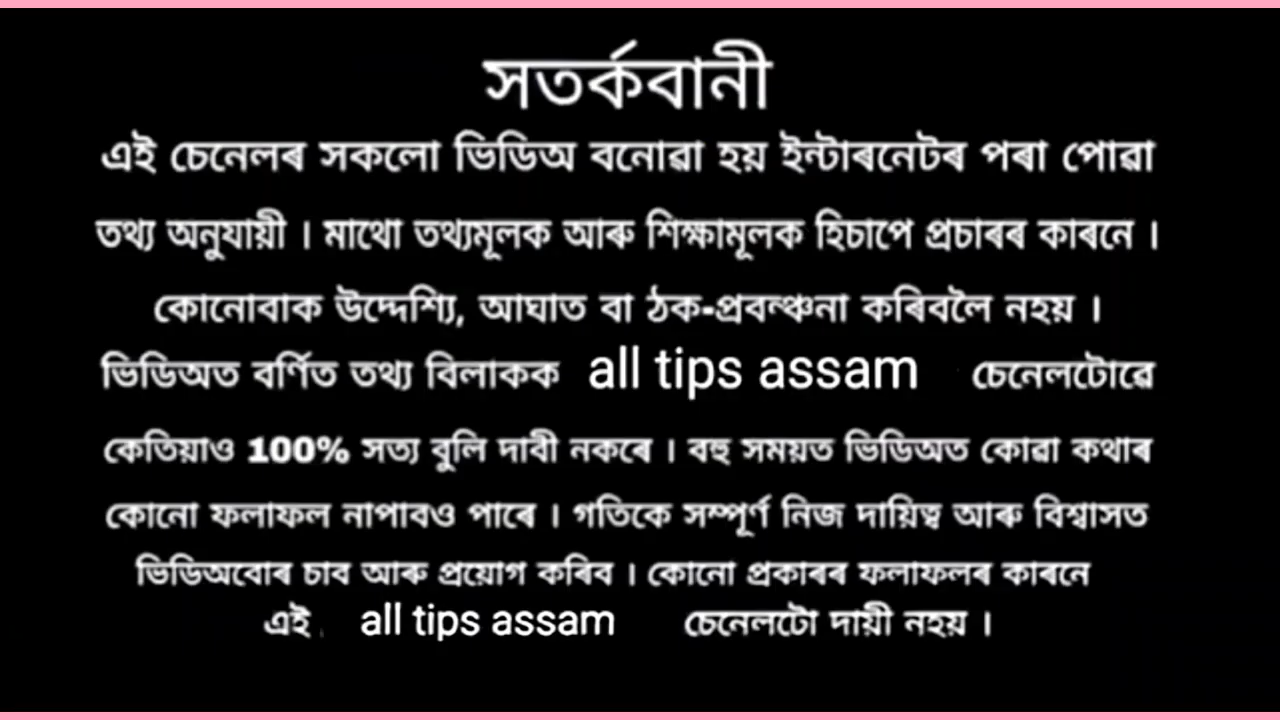 সতৰ্কবানী
এই চেনেলৰ সকলো ভিডিঅ বনোৱা হয় ইন্টাৰনেটৰ পৰা পোৱা
তথ্য অনুযায়ী । মাথো তথ্যমূলক আৰু শিক্ষামূলক হিচাপে প্ৰচাৰৰ কাৰনে ।
কোনোবাক উদ্দেশ্যি, আঘাত বা ঠক-প্ৰবঞ্চনা কৰিবলৈ নহয় ।
ভিডিঅত বৰ্ণিত তথ্য বিলাকক all tips assam চেনেলটোৱে
কেতিয়াও 100% সত্য বুলি দাবী নকৰে । বহু সময়ত ভিডিঅত কোৱা কথাৰ
কোনো ফলাফল নাপাবও পাৰে । গতিকে সম্পূৰ্ণ নিজ দায়িত্ব আৰু বিশ্বাসত
ভিডিঅবোৰ চাব আৰু প্ৰয়োগ কৰিব । কোনো প্ৰকাৰৰ ফলাফলৰ কাৰনে
এই all tips assam চেনেলটো দায়ী নহয় ।